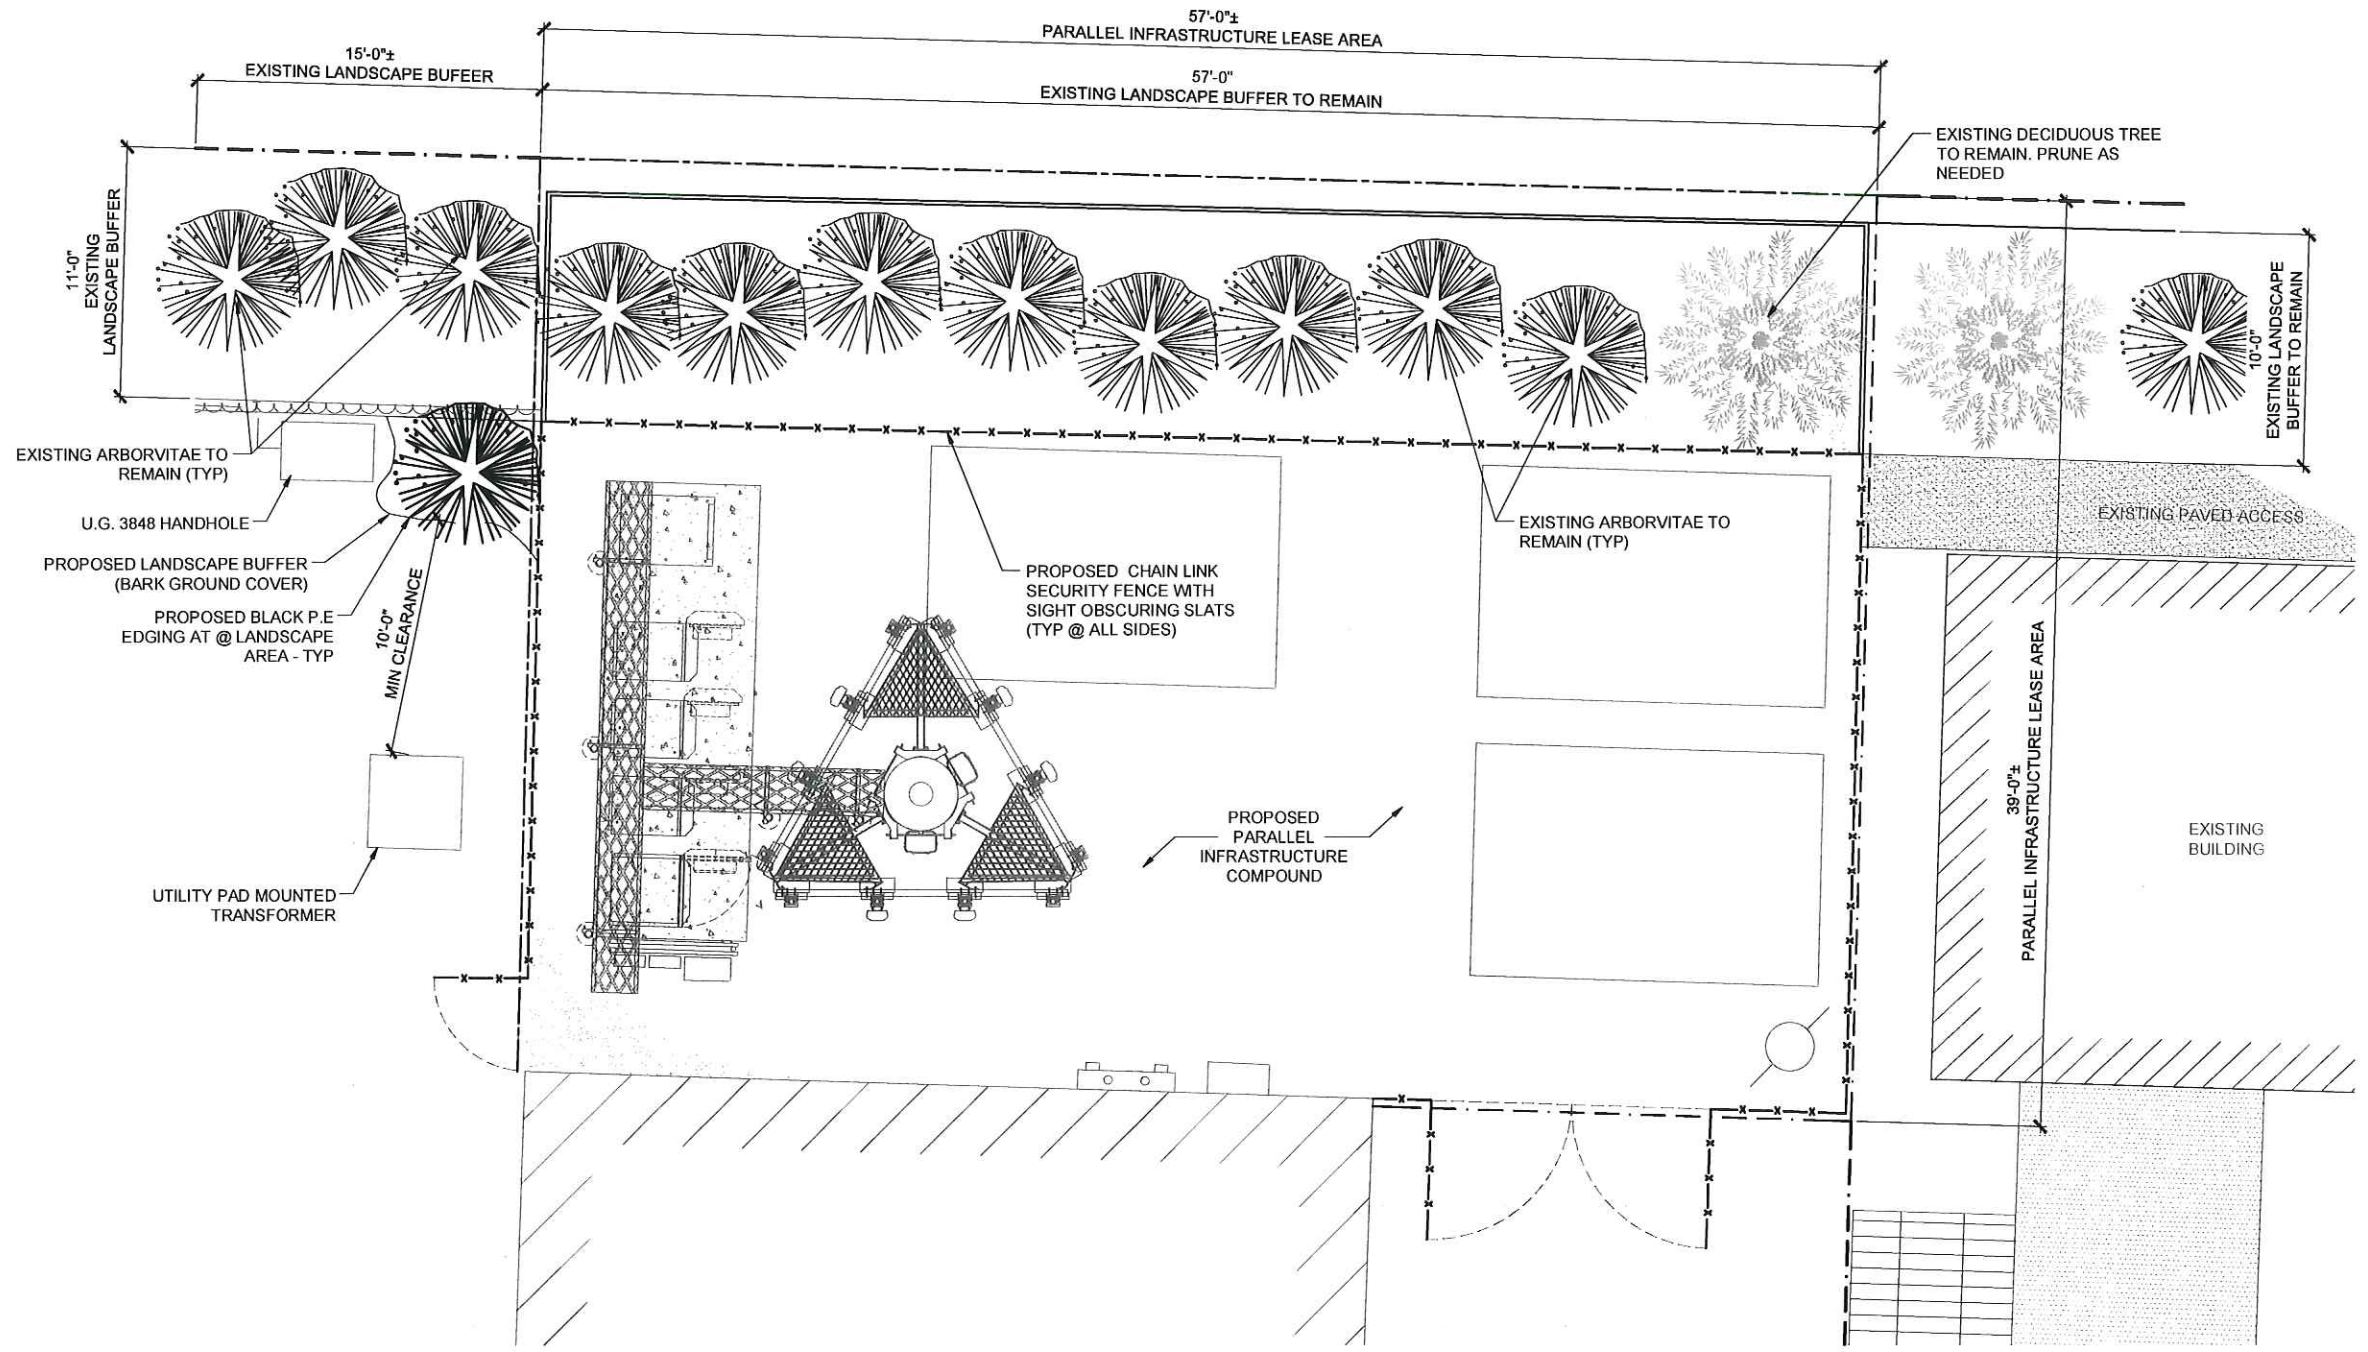 57'-0"±
PARALLEL INFRASTRUCTURE LEASE AREA
15'-0"±
EXISTING LANDSCAPE BUFEER
57'-0"
EXISTING LANDSCAPE BUFFER TO REMAIN
EXISTING DECIDUOUS TREE
TO REMAIN. PRUNE AS
NEEDED
11'-0"
EXISTING
LANDSCAPE BUFFER
10'-0"
EXISTING LANDSCAPE
BUFFER TO REMAIN
EXISTING ARBORVITAE TO
REMAIN (TYP)
U.G. 3848 HANDHOLE
PROPOSED LANDSCAPE BUFFER
(BARK GROUND COVER)
PROPOSED BLACK P.E
EDGING AT @ LANDSCAPE
AREA - TYP
10'-0"
MIN CLEARANCE
UTILITY PAD MOUNTED
TRANSFORMER
PROPOSED CHAIN LINK
SECURITY FENCE WITH
SIGHT OBSCURING SLATS
(TYP @ ALL SIDES)
EXISTING ARBORVITAE TO
REMAIN (TYP)
EXISTING PAVED ACCESS
PROPOSED
PARALLEL
INFRASTRUCTURE
COMPOUND
39'-0"±
PARALLEL INFRASTRUCTURE LEASE AREA
EXISTING
BUILDING